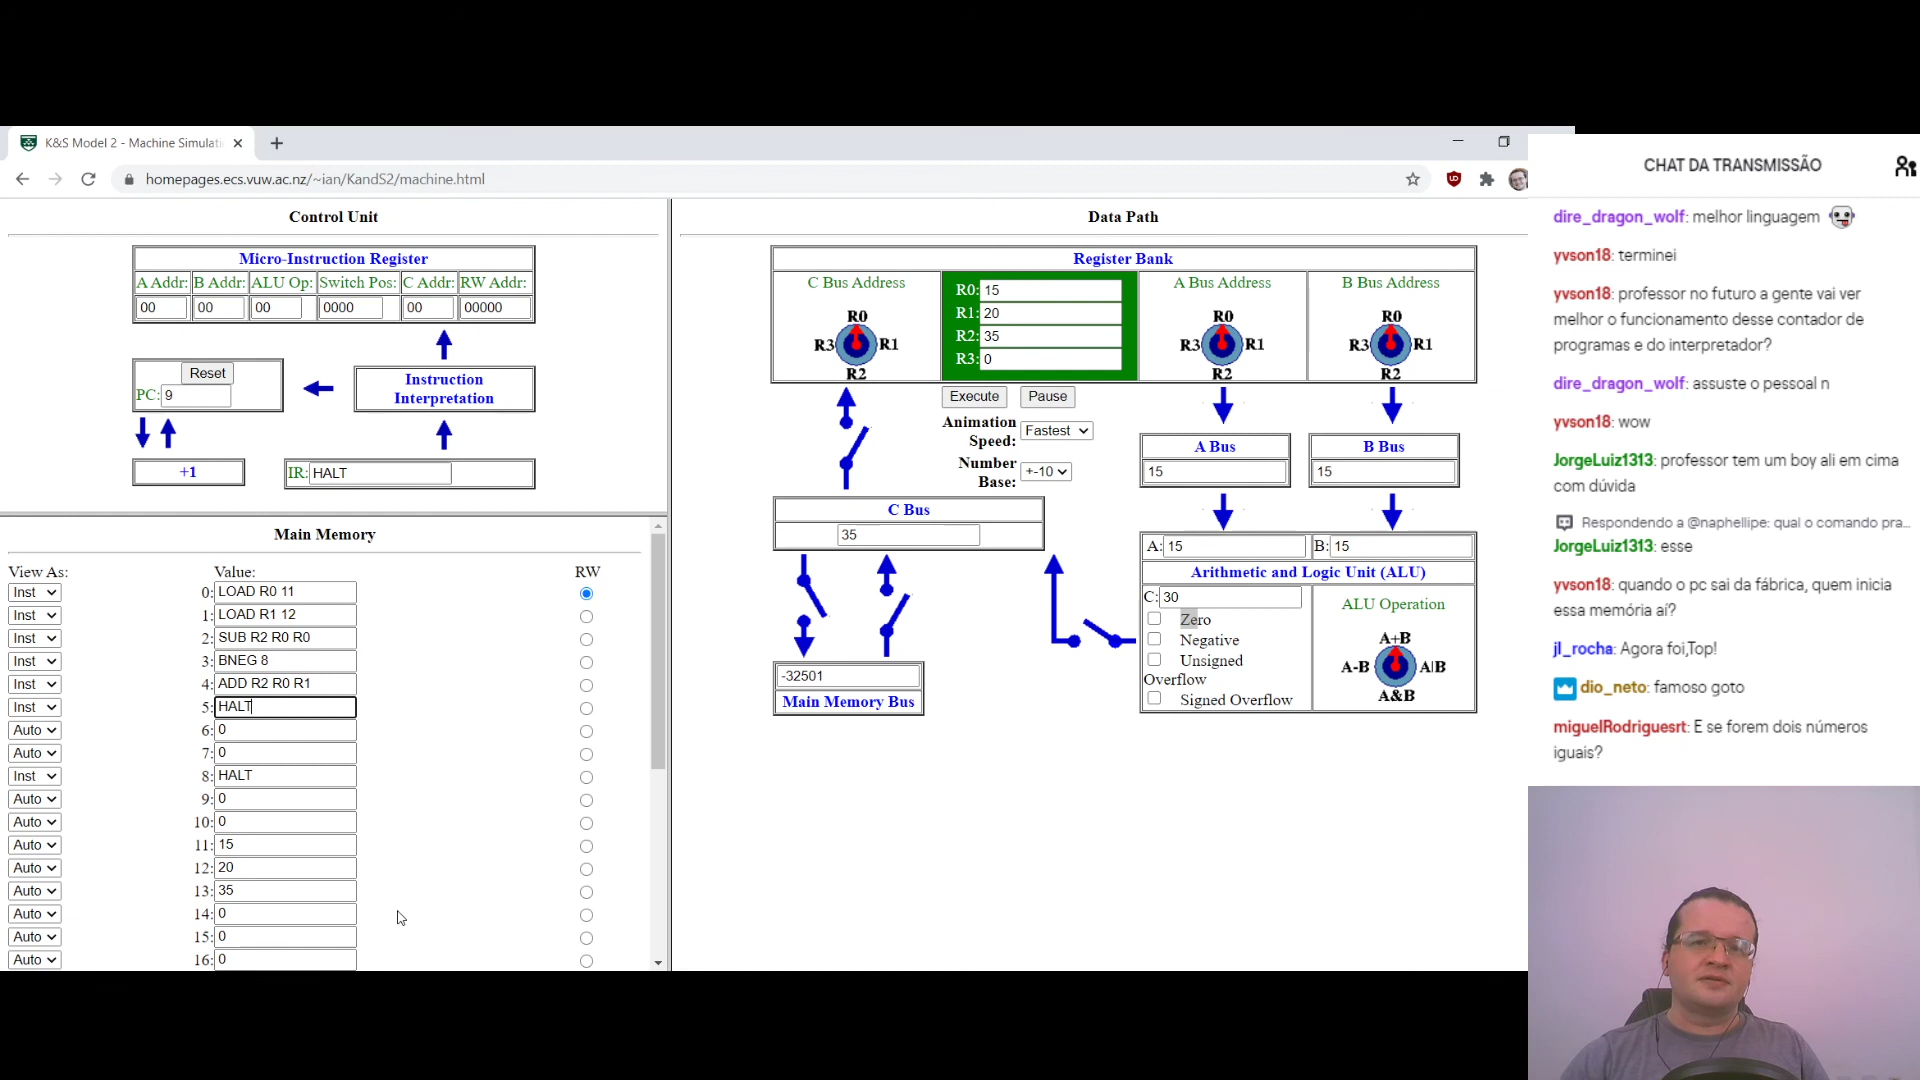 K&S Model 2 - Machine Simulati
homepages.ecs.vuw.ac.nz/~ian/KandS2/machine.html
Control Unit
Micro-Instruction Register
A Addr: B Addr: ALU Op: Switch Pos: C Addr: RW Addr:
00 00 00 0000 00 00000
Reset
PC: 9
Instruction
Interpretation
+1
IR: HALT
Main Memory
View As: Value: RW
Inst 0: LOAD R0 11
Inst 1: LOAD R1 12
Inst 2: SUB R2 R0 R0
Inst 3: BNEG 8
Inst 4: ADD R2 R0 R1
Inst 5: HALT
Auto 6: 0
Auto 7: 0
Inst 8: HALT
Auto 9: 0
Auto 10: 0
Auto 11: 15
Auto 12: 20
Auto 13: 35
Auto 14: 0
Auto 15: 0
Auto 16: 0
Data Path
Register Bank
C Bus Address
R0
R3 R1
R2
R0: 15
R1: 20
R2: 35
R3: 0
A Bus Address
R0
R3 R1
R2
B Bus Address
R0
R3 R1
R2
Execute Pause
Animation
Speed: Fastest
Number
Base: +-10
A Bus
15
B Bus
15
C Bus
35
-32501
Main Memory Bus
A: 15 B: 15
Arithmetic and Logic Unit (ALU)
C: 30
Zero
Negative
Unsigned
Overflow
Signed Overflow
ALU Operation
A+B
A-B A|B
A&B
CHAT DA TRANSMISSÃO
dire_dragon_wolf: melhor linguagem
yvson18: terminei
yvson18: professor no futuro a gente vai ver
melhor o funcionamento desse contador de
programas e do interpretador?
dire_dragon_wolf: assuste o pessoal n
yvson18: wow
JorgeLuiz1313: professor tem um boy ali em cima
com dúvida
Respondendo a @naphellipe: qual o comando pra...
JorgeLuiz1313: esse
yvson18: quando o pc sai da fábrica, quem inicia
essa memória aí?
jl_rocha: Agora foi,Top!
dio_neto: famoso goto
miguelRodriguesrt: E se forem dois números
iguais?